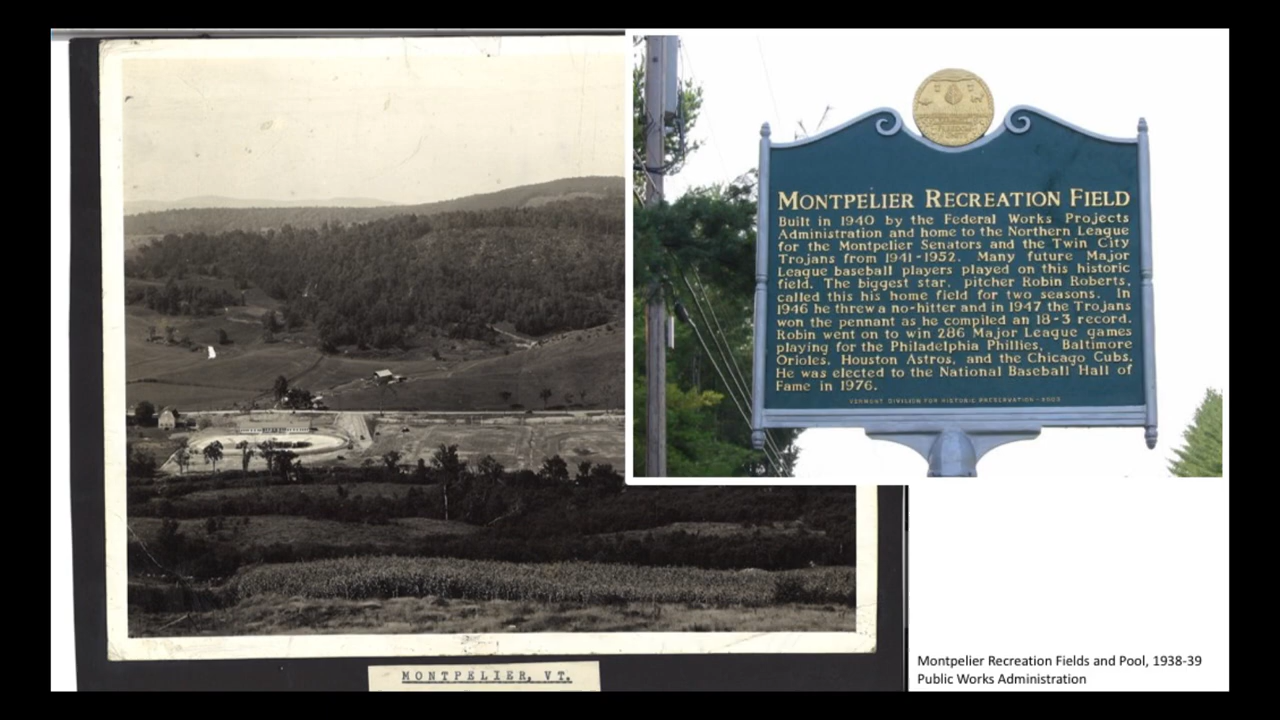 MONTPELIER RECREATION FIELD
Built in 1940 by the Federal Works Projects
Administration and home to the Northern League
for the Montpelier Senators and the Twin City
Trojans from 1941-1952. Many future Major
League baseball players played on this historic
field. The biggest star, pitcher Robin Roberts,
called this his home field for two seasons. In
1946 he threw a no-hitter and in 1947 the Trojans
won the pennant as he compiled an 18-3 record.
Robin went on to win 286 Major League games
playing for the Philadelphia Phillies, Baltimore
Orioles, Houston Astros, and the Chicago Cubs.
He was elected to the National Baseball Hall of
Fame in 1976.
VERMONT DIVISION FOR HISTORIC PRESERVATION - 2003
MONTPELIER, VT.
Montpelier Recreation Fields and Pool, 1938-39
Public Works Administration